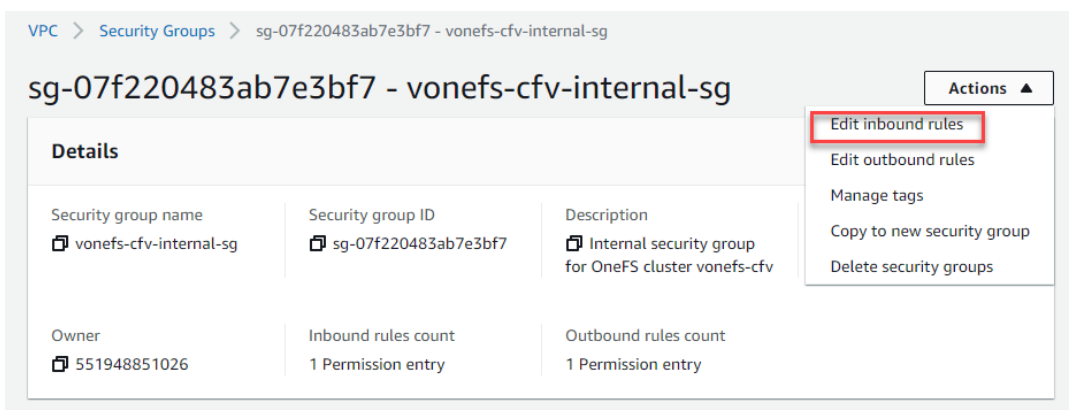 VPC > Security Groups > sg-07f220483ab7e3bf7 - vonefs-cfv-internal-sg
sg-07f220483ab7e3bf7 - vonefs-cfv-internal-sg
Actions ▲
Edit inbound rules
Edit outbound rules
Manage tags
Copy to new security group
Delete security groups
Details
Security group name
vonefs-cfv-internal-sg
Security group ID
sg-07f220483ab7e3bf7
Description
Internal security group
for OneFS cluster vonefs-cfv
Owner
551948851026
Inbound rules count
1 Permission entry
Outbound rules count
1 Permission entry